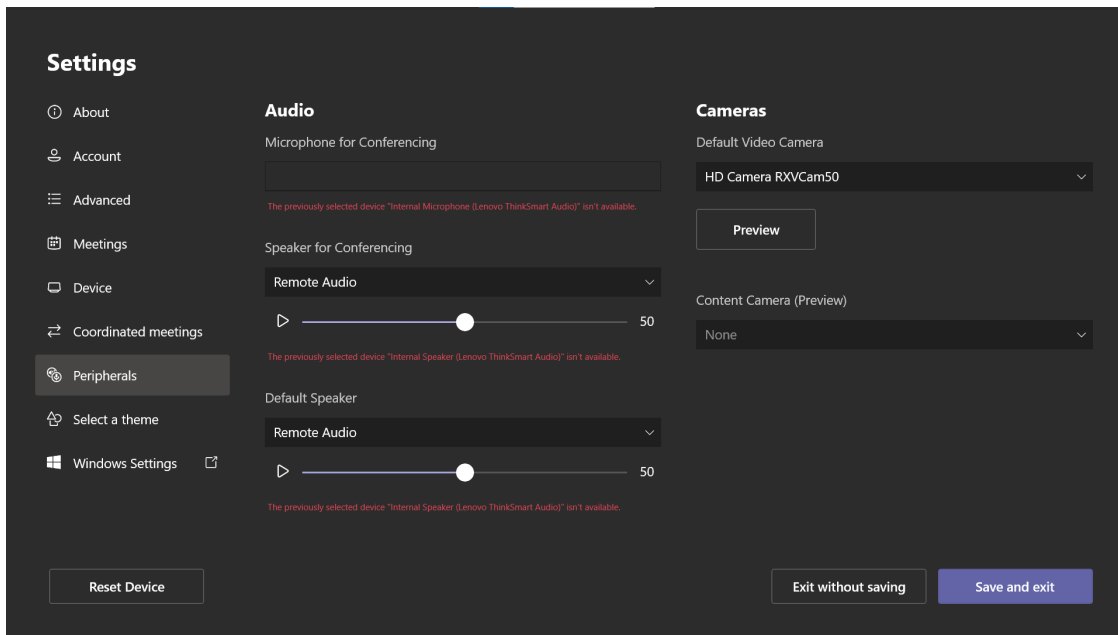 Settings
About
Account
Advanced
Meetings
Device
Coordinated meetings
Peripherals
Select a theme
Windows Settings
Audio
Microphone for Conferencing
The previously selected device "Internal Microphone (Lenovo ThinkSmart Audio)" isn't available.
Speaker for Conferencing
Remote Audio
50
The previously selected device "Internal Speaker (Lenovo ThinkSmart Audio)" isn't available.
Default Speaker
Remote Audio
50
The previously selected device "Internal Speaker (Lenovo ThinkSmart Audio)" isn't available.
Cameras
Default Video Camera
HD Camera RXVCam50
Preview
Content Camera (Preview)
None
Reset Device
Exit without saving
Save and exit